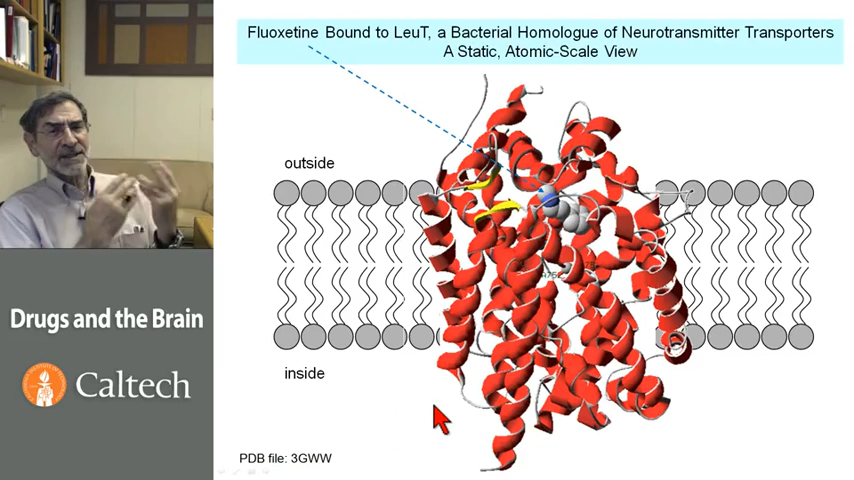 Fluoxetine Bound to LeuT, a Bacterial Homologue of Neurotransmitter Transporters
A Static, Atomic-Scale View
outside
inside
Drugs and the Brain
Caltech
PDB file: 3GWW